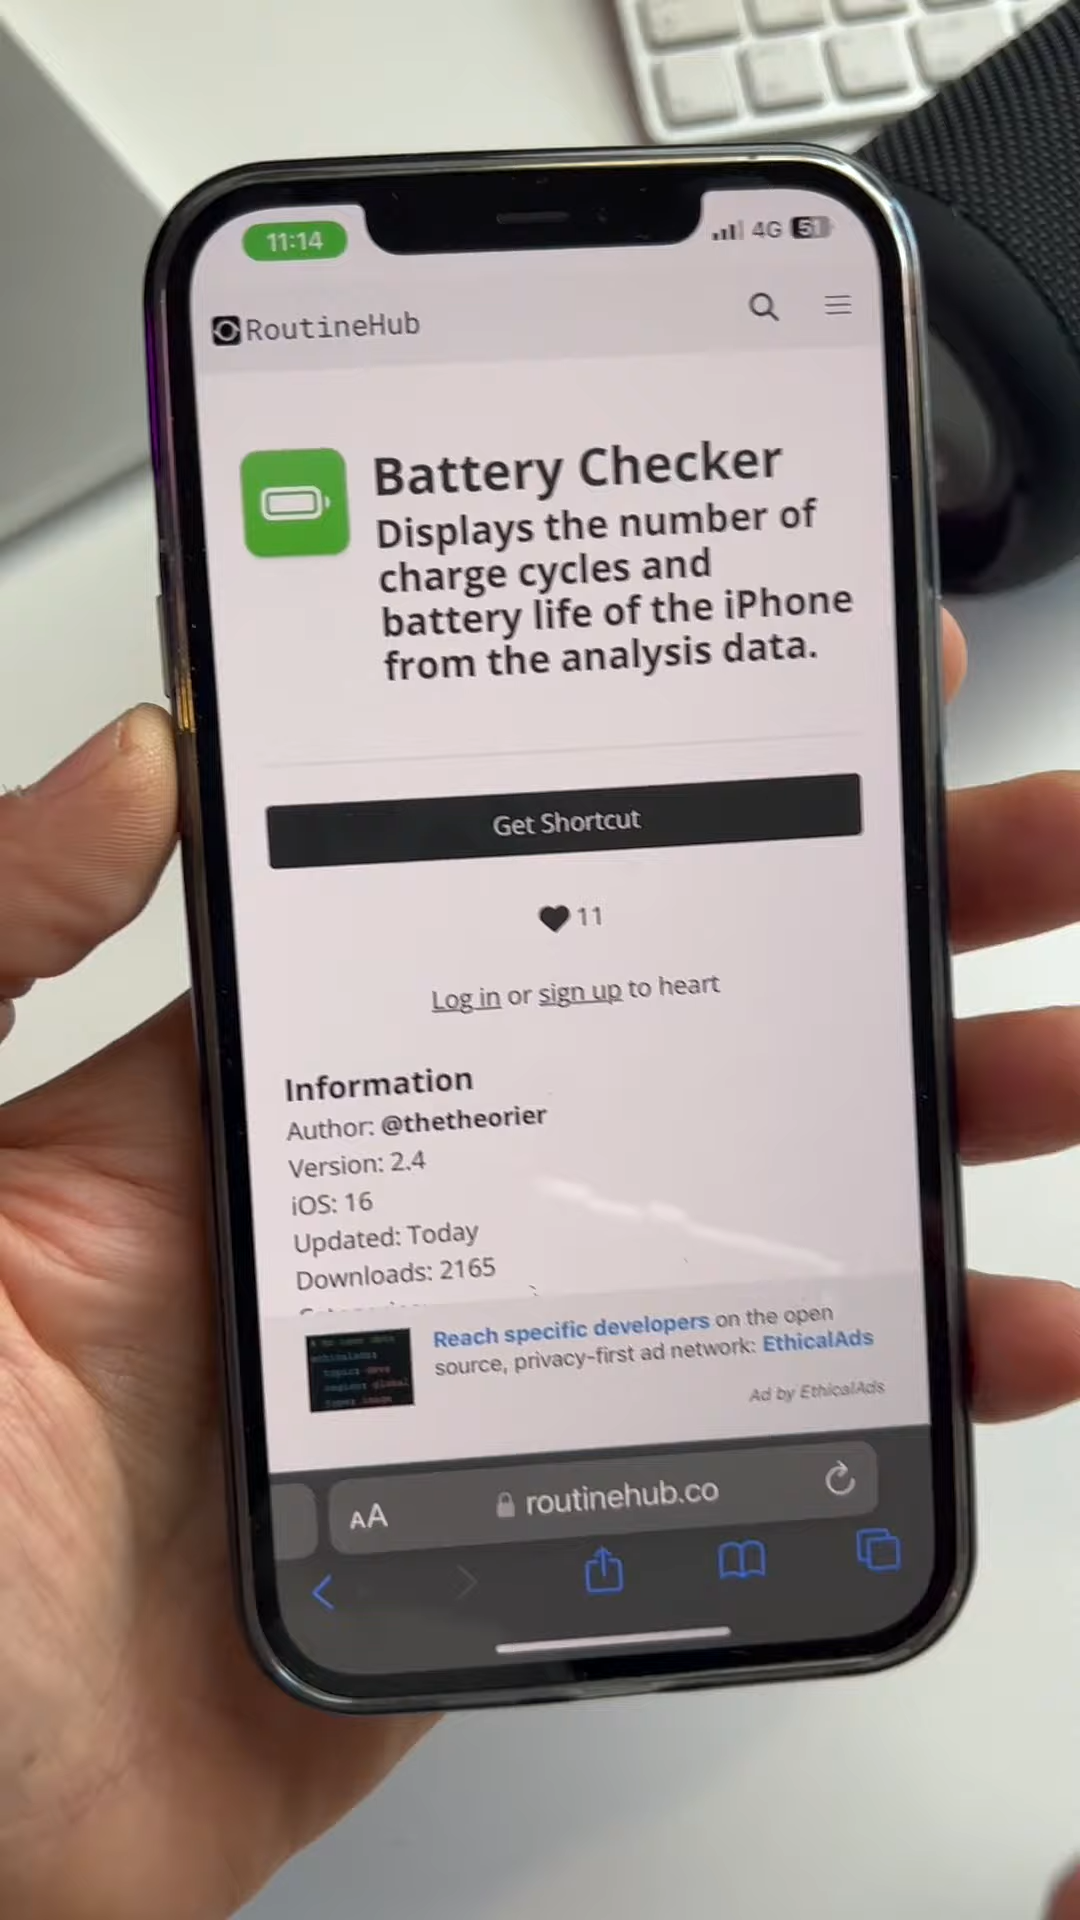 11:14
4G 51
RoutineHub
Battery Checker
Displays the number of
charge cycles and
battery life of the iPhone
from the analysis data.
Get Shortcut
11
Log in or sign up to heart
Information
Author: @thetheorier
Version: 2.4
iOS: 16
Updated: Today
Downloads: 2165
Reach specific developers on the open
source, privacy-first ad network: EthicalAds
Ad by EthicalAds
AA routinehub.co